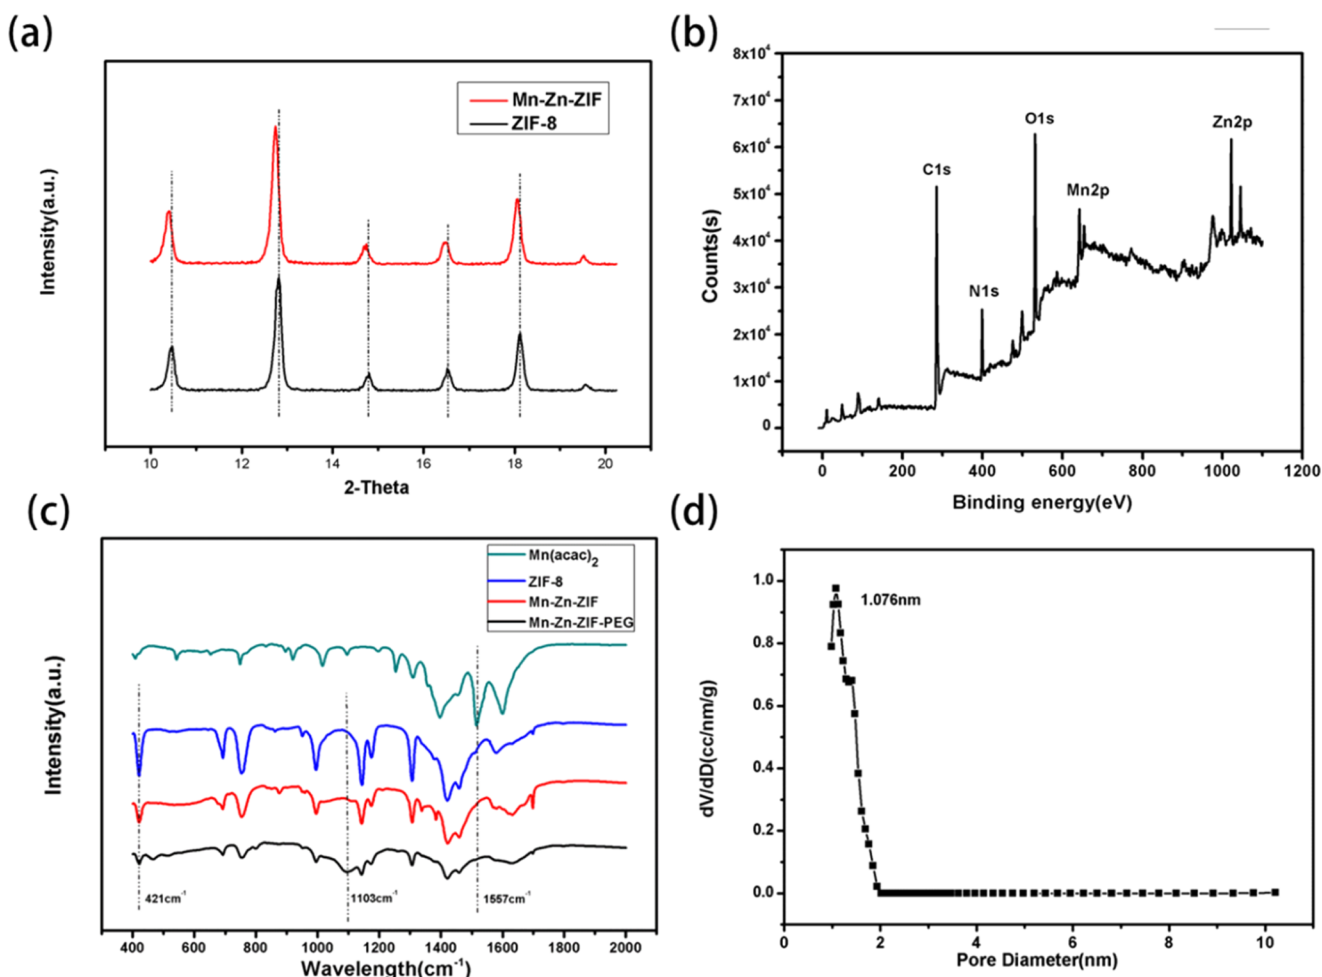 (a)
Mn-Zn-ZIF
ZIF-8
Intensity(a.u.)
10 12 14 16 18 20
2-Theta
(b)
8x10⁴
7x10⁴
6x10⁴
5x10⁴
4x10⁴
3x10⁴
2x10⁴
1x10⁴
0
Counts(s)
C1s
N1s
O1s
Mn2p
Zn2p
0 200 400 600 800 1000 1200
Binding energy(eV)
(c)
Mn(acac)₂
ZIF-8
Mn-Zn-ZIF
Mn-Zn-ZIF-PEG
Intensity(a.u.)
421cm⁻¹ 1103cm⁻¹ 1557cm⁻¹
400 600 800 1000 1200 1400 1600 1800 2000
Wavelength(cm⁻¹)
(d)
1.0
0.8
0.6
0.4
0.2
0.0
dV/dD(cc/nm/g)
1.076nm
0 2 4 6 8 10
Pore Diameter(nm)